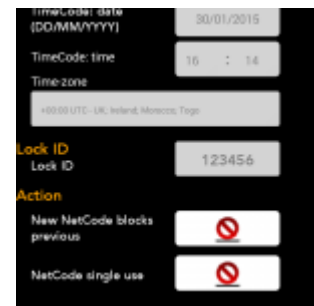 TimeCode: date
(DD/MM/YYYY)
30/01/2015
TimeCode: time
16 : 14
Time-zone
+00:00 UTC - UK, Ireland, Morocco, Togo
Lock ID
Lock ID
123456
Action
New NetCode blocks
previous
NetCode single use